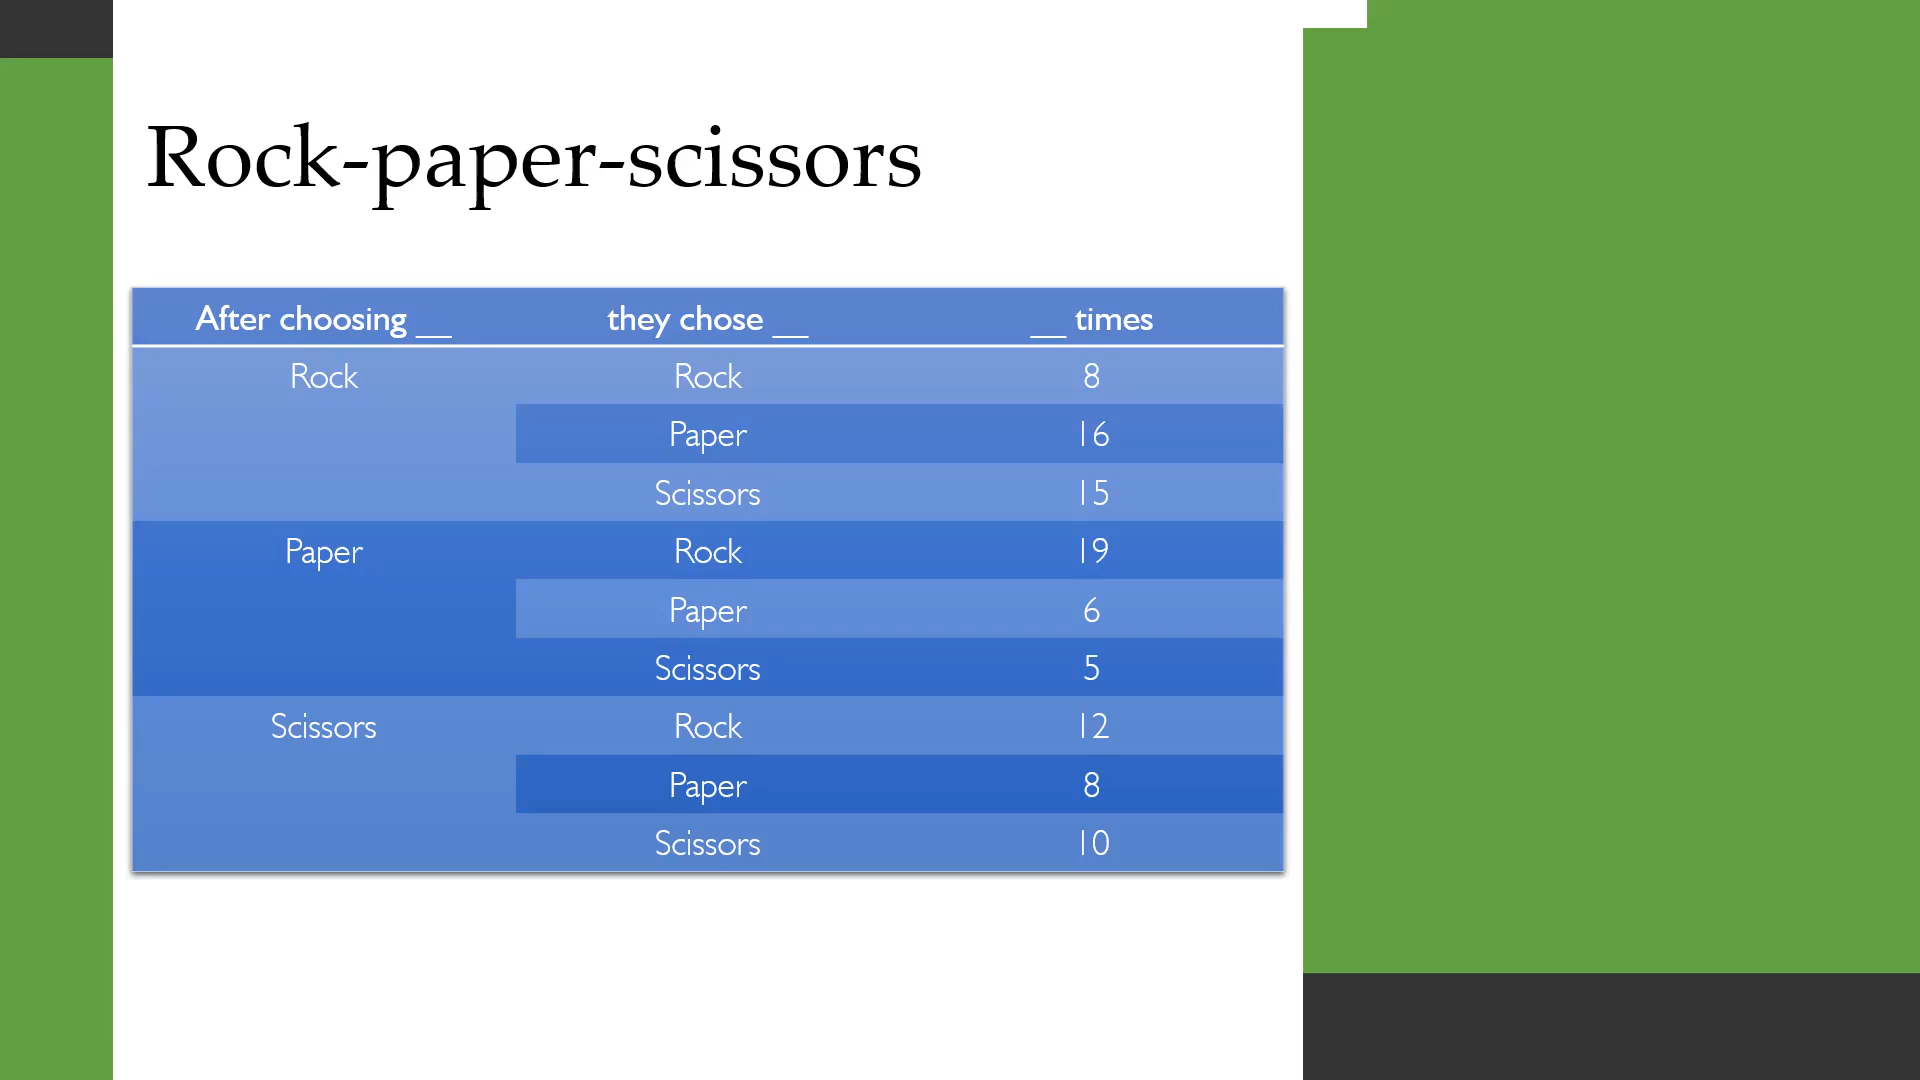 Rock-paper-scissors
After choosing __ they chose __ __ times
Rock Rock 8
Paper 16
Scissors 15
Paper Rock 19
Paper 6
Scissors 5
Scissors Rock 12
Paper 8
Scissors 10